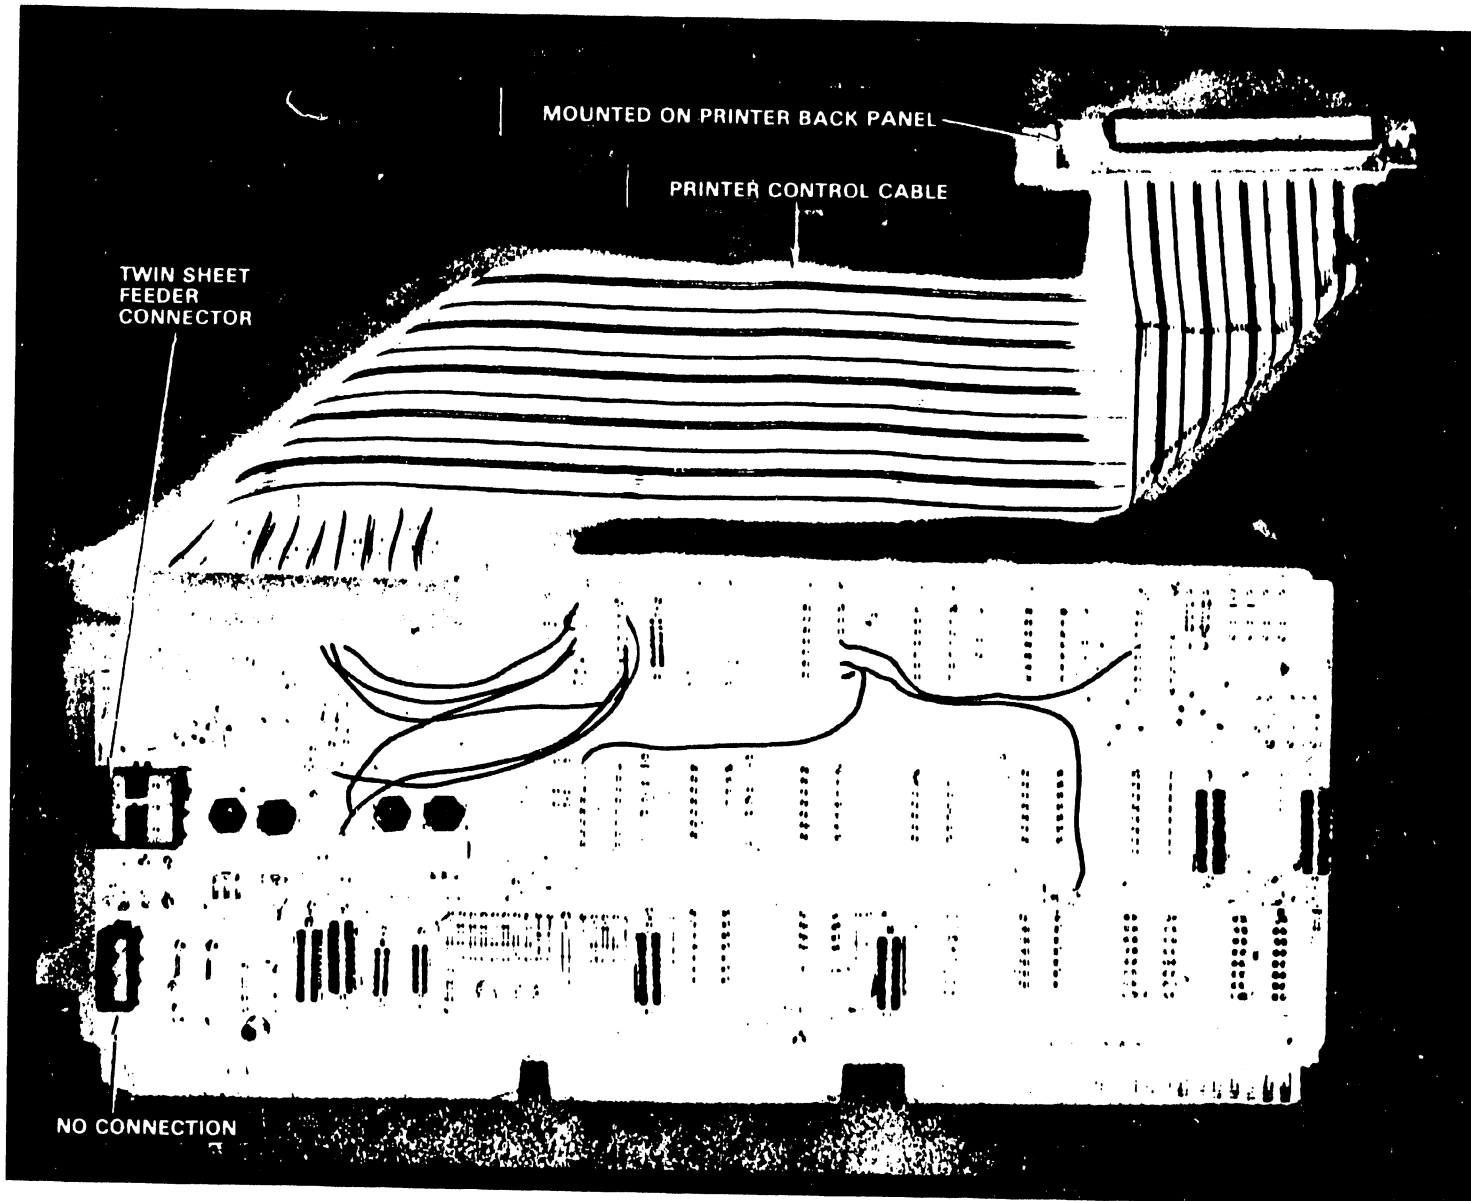 MOUNTED ON PRINTER BACK PANEL
PRINTER CONTROL CABLE
TWIN SHEET
FEEDER
CONNECTOR
NO CONNECTION